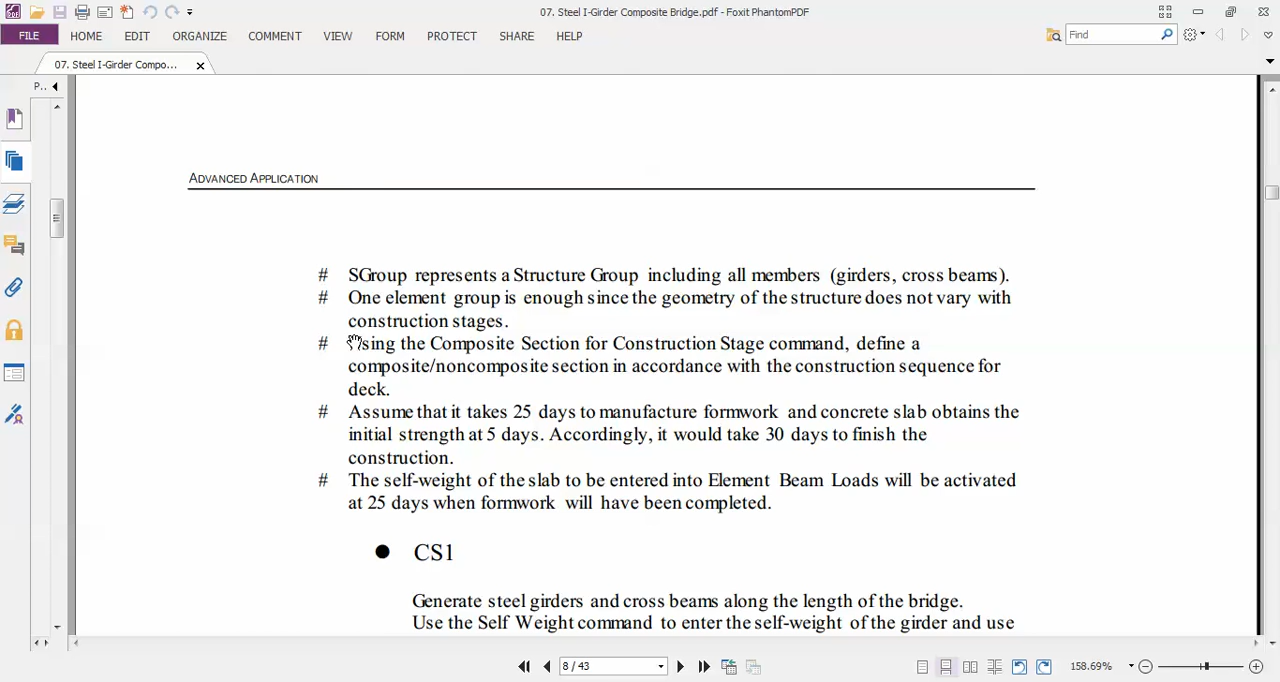 07. Steel I-Girder Composite Bridge.pdf - Foxit PhantomPDF
FILE HOME EDIT ORGANIZE COMMENT VIEW FORM PROTECT SHARE HELP Find
07. Steel I-Girder Compo...
P..
ADVANCED APPLICATION
# SGroup represents a Structure Group including all members (girders, cross beams).
# One element group is enough since the geometry of the structure does not vary with
construction stages.
# Using the Composite Section for Construction Stage command, define a
composite/noncomposite section in accordance with the construction sequence for
deck.
# Assume that it takes 25 days to manufacture formwork and concrete slab obtains the
initial strength at 5 days. Accordingly, it would take 30 days to finish the
construction.
# The self-weight of the slab to be entered into Element Beam Loads will be activated
at 25 days when formwork will have been completed.
● CS1
Generate steel girders and cross beams along the length of the bridge.
Use the Self Weight command to enter the self-weight of the girder and use
8 / 43 158.69%